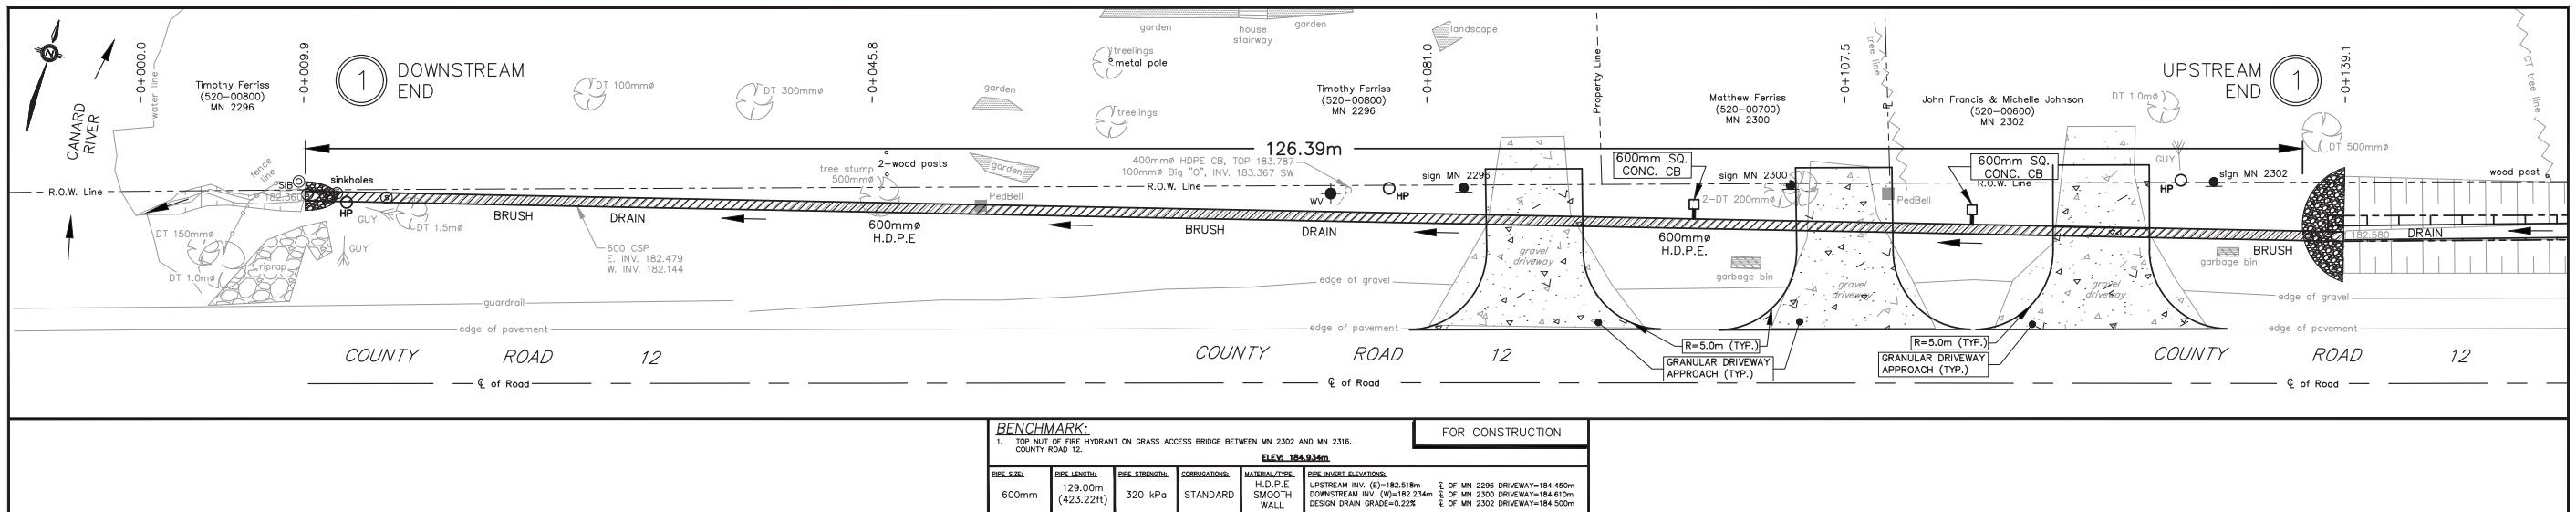 N
CANARD
RIVER
0+000.0
water line
Timothy Ferriss
(520-00800)
MN 2296
0+009.9
1
DOWNSTREAM
END
DT 100mmø
DT 300mmø
0+045.8
garden
garden
house
stairway
garden
treelings
metal pole
treelings
landscape
Timothy Ferriss
(520-00800)
MN 2296
0+081.0
Property Line
Matthew Ferriss
(520-00700)
MN 2300
0+107.5
tree line
PL
John Francis & Michelle Johnson
(520-00600)
MN 2302
UPSTREAM
END
1
DT 1.0mø
0+139.1
CT tree line
DT 500mmø
126.39m
R.O.W. Line
fence
line
SIB
sinkholes
182.360
HP
GUY
SI
DT 1.5mø
GUY
DT 150mmø
DT 1.0mø
riprap
BRUSH
DRAIN
600 CSP
E. INV. 182.479
W. INV. 182.144
tree stump
500mmø
2-wood posts
600mmø
H.D.P.E
garden
PedBell
400mmø HDPE CB, TOP 183.787
100mmø Big "O", INV. 183.367 SW
R.O.W. Line
WV
HP
sign MN 2296
BRUSH
DRAIN
600mm SQ.
CONC. CB
600mmø
H.D.P.E.
sign MN 2300
2-DT 200mmø
PedBell
600mm SQ.
CONC. CB
R.O.W. Line
GUY
HP
sign MN 2302
wood post
182.580
DRAIN
BRUSH
gravel
driveway
garbage bin
gravel
driveway
gravel
driveway
garbage bin
guardrail
edge of gravel
edge of gravel
edge of pavement
edge of pavement
edge of pavement
R=5.0m (TYP.)
GRANULAR DRIVEWAY
APPROACH (TYP.)
R=5.0m (TYP.)
GRANULAR DRIVEWAY
APPROACH (TYP.)
COUNTY ROAD 12
COUNTY ROAD 12
COUNTY ROAD 12
℄ of Road
℄ of Road
℄ of Road
BENCHMARK:
1. TOP NUT OF FIRE HYDRANT ON GRASS ACCESS BRIDGE BETWEEN MN 2302 AND MN 2316.
COUNTY ROAD 12.
ELEV: 184.934m
FOR CONSTRUCTION
PIPE SIZE:
600mm
PIPE LENGTH:
129.00m
(423.22ft)
PIPE STRENGTH:
320 kPa
CORRUGATIONS:
STANDARD
MATERIAL/TYPE:
H.D.P.E
SMOOTH
WALL
PIPE INVERT ELEVATIONS:
UPSTREAM INV. (E)=182.518m ℄ OF MN 2296 DRIVEWAY=184.450m
DOWNSTREAM INV. (W)=182.234m ℄ OF MN 2300 DRIVEWAY=184.610m
DESIGN DRAIN GRADE=0.22% ℄ OF MN 2302 DRIVEWAY=184.500m